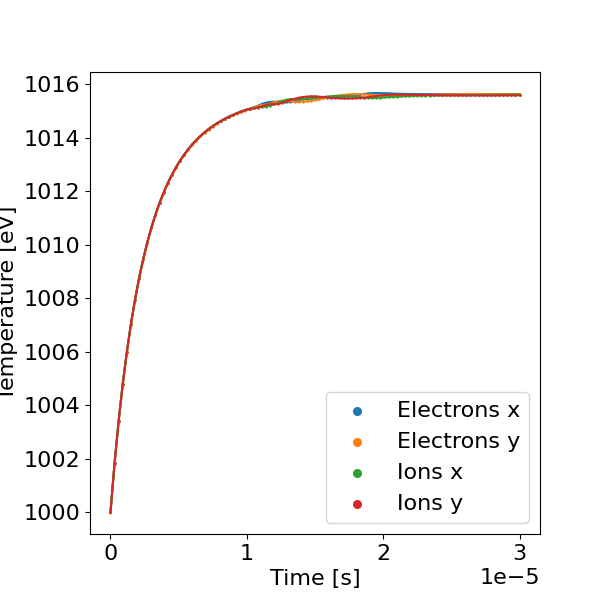 1016
1014
1012
1010
1008
1006
1004
1002
1000
Temperature [eV]
Electrons x
Electrons y
Ions x
Ions y
0 1 2 3
Time [s]
1e−5